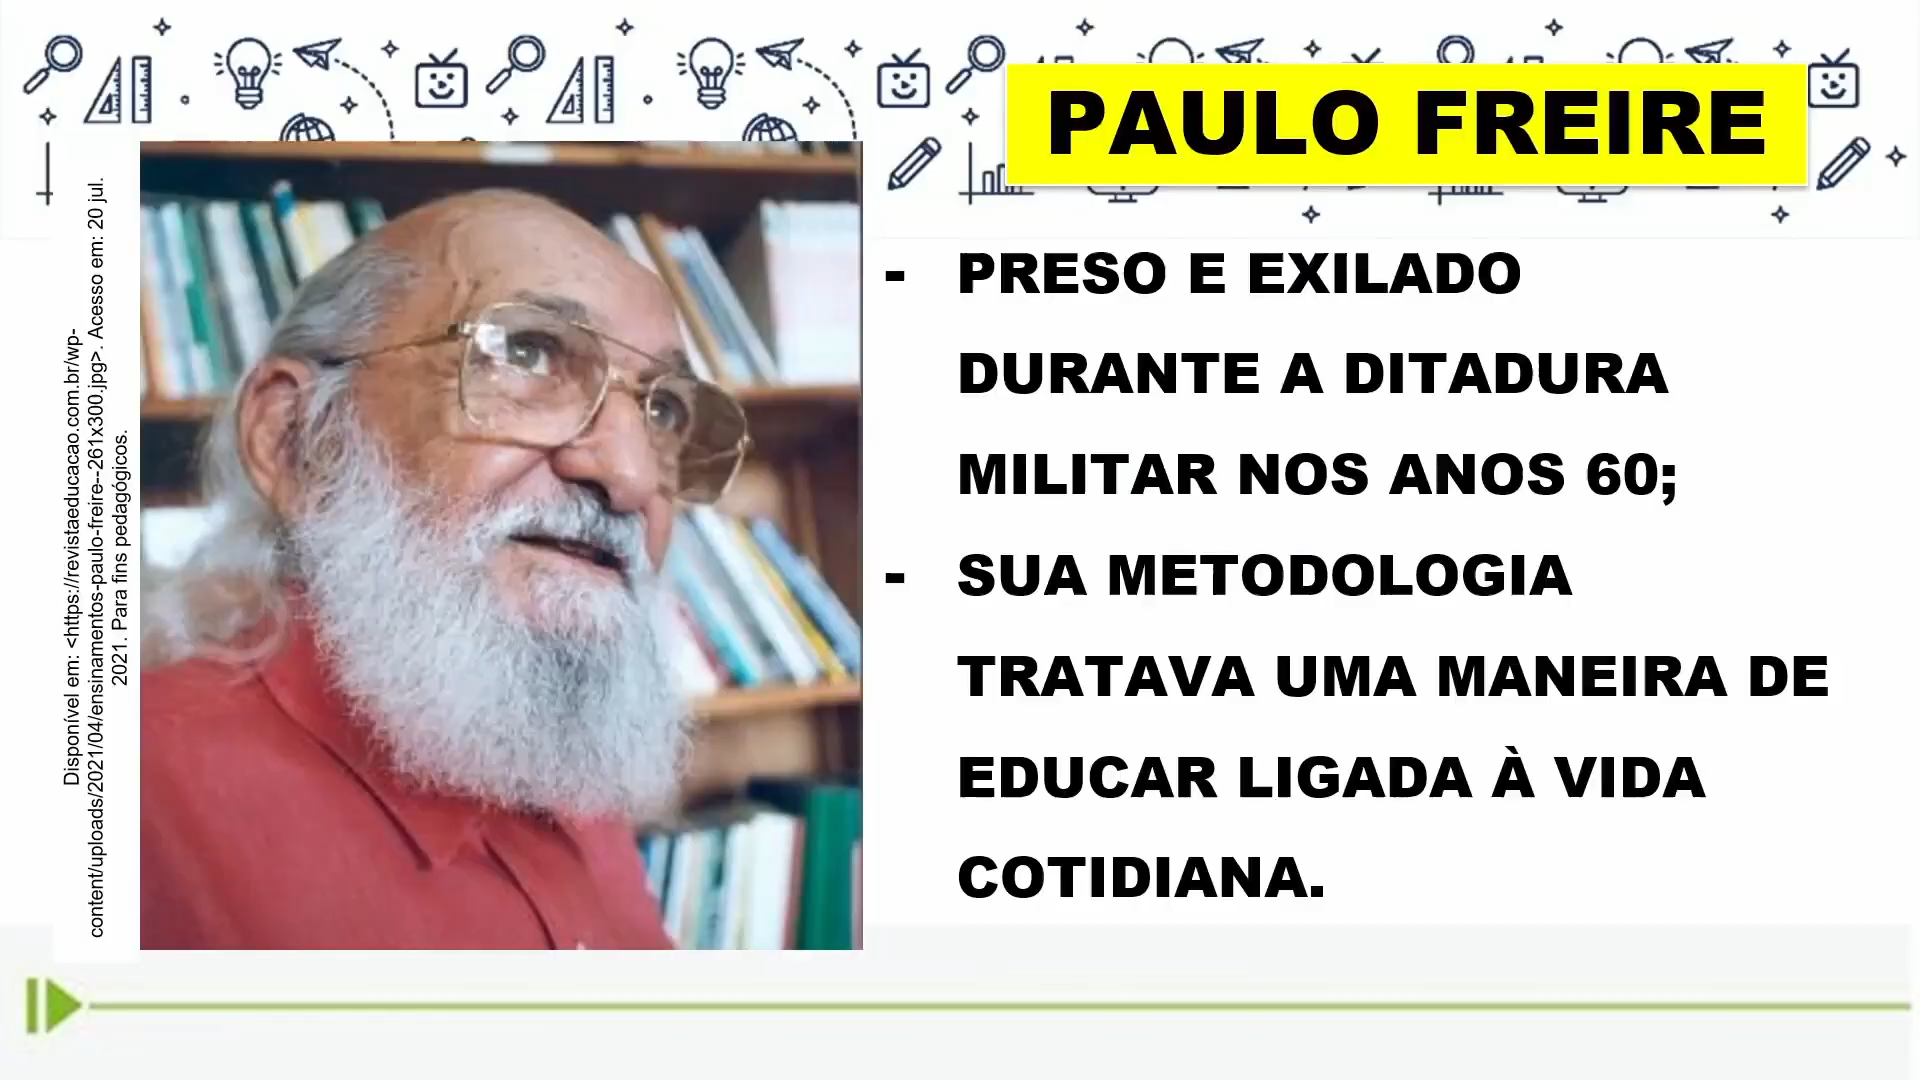 PAULO FREIRE
Disponível em: <https://revistaeducacao.com.br/wp-
content/uploads/2021/04/ensinamentos-paulo-freire--261x300.jpg>. Acesso em: 20 jul.
2021. Para fins pedagógicos.
- PRESO E EXILADO
DURANTE A DITADURA
MILITAR NOS ANOS 60;
- SUA METODOLOGIA
TRATAVA UMA MANEIRA DE
EDUCAR LIGADA À VIDA
COTIDIANA.